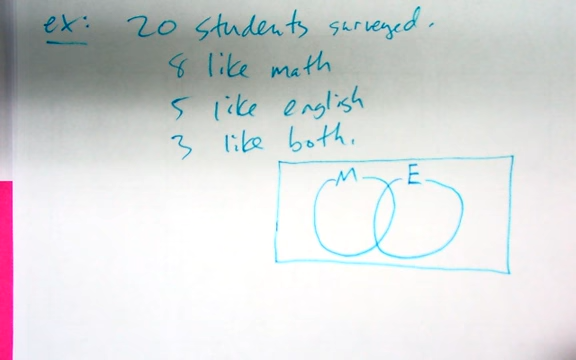 ex: 20 students surveyed.
8 like math
5 like english
3 like both.
M E